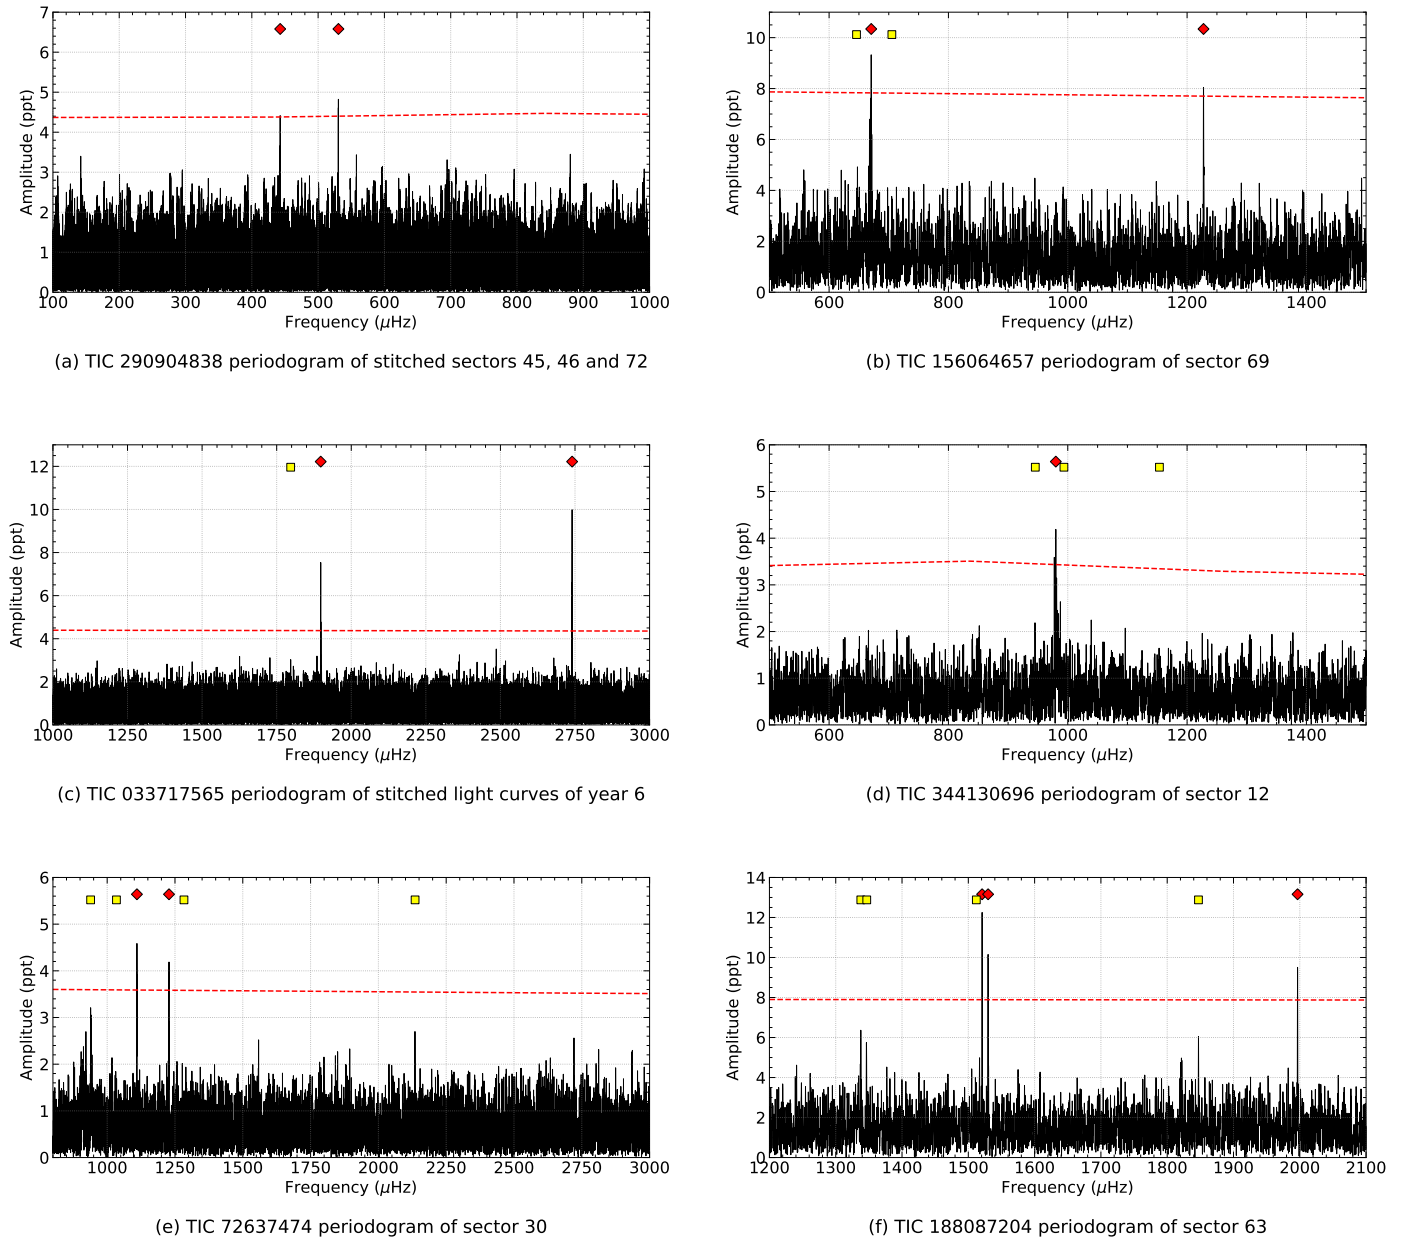 7
6
5
4
3
2
1
0
Amplitude (ppt)
100 200 300 400 500 600 700 800 900 1000
Frequency (μHz)
(a) TIC 290904838 periodogram of stitched sectors 45, 46 and 72
10
8
6
4
2
0
Amplitude (ppt)
600 800 1000 1200 1400
Frequency (μHz)
(b) TIC 156064657 periodogram of sector 69
12
10
8
6
4
2
0
Amplitude (ppt)
1000 1250 1500 1750 2000 2250 2500 2750 3000
Frequency (μHz)
(c) TIC 033717565 periodogram of stitched light curves of year 6
6
5
4
3
2
1
0
Amplitude (ppt)
600 800 1000 1200 1400
Frequency (μHz)
(d) TIC 344130696 periodogram of sector 12
6
5
4
3
2
1
0
Amplitude (ppt)
1000 1250 1500 1750 2000 2250 2500 2750 3000
Frequency (μHz)
(e) TIC 72637474 periodogram of sector 30
14
12
10
8
6
4
2
0
Amplitude (ppt)
1200 1300 1400 1500 1600 1700 1800 1900 2000 2100
Frequency (μHz)
(f) TIC 188087204 periodogram of sector 63